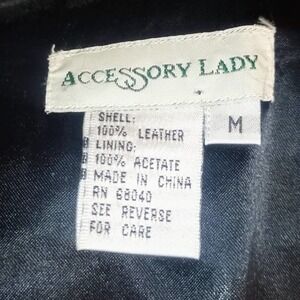 ACCESSORY LADY
M
SHELL:
100% LEATHER
LINING:
100% ACETATE
MADE IN CHINA
RN 68040
SEE REVERSE
FOR CARE